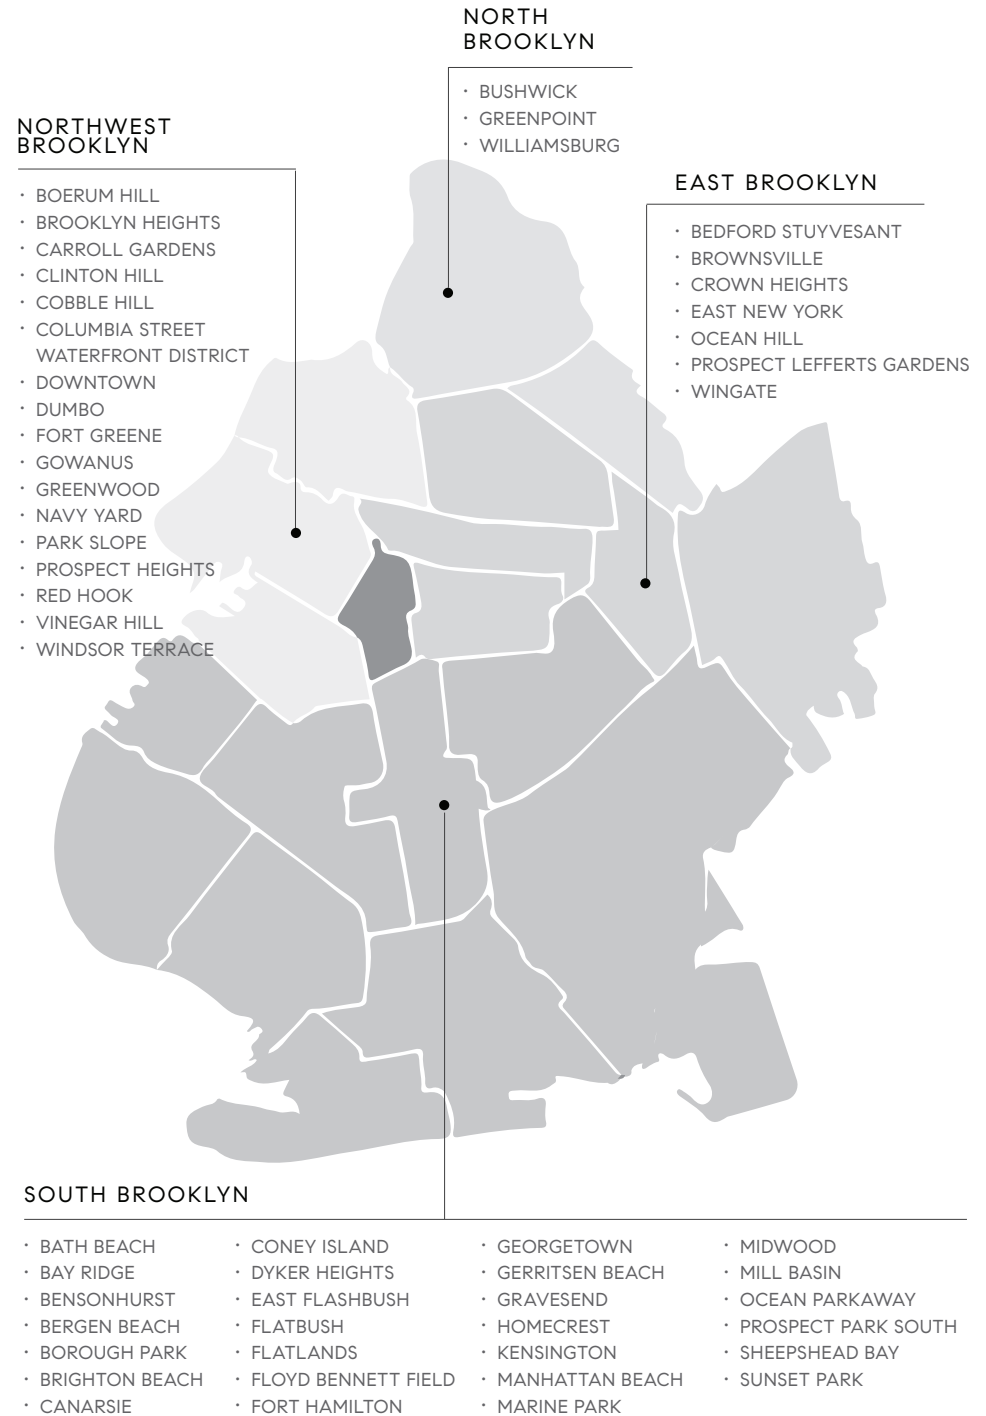 NORTH
BROOKLYN
· BUSHWICK
· GREENPOINT
· WILLIAMSBURG
NORTHWEST
BROOKLYN
· BOERUM HILL
· BROOKLYN HEIGHTS
· CARROLL GARDENS
· CLINTON HILL
· COBBLE HILL
· COLUMBIA STREET
WATERFRONT DISTRICT
· DOWNTOWN
· DUMBO
· FORT GREENE
· GOWANUS
· GREENWOOD
· NAVY YARD
· PARK SLOPE
· PROSPECT HEIGHTS
· RED HOOK
· VINEGAR HILL
· WINDSOR TERRACE
EAST BROOKLYN
· BEDFORD STUYVESANT
· BROWNSVILLE
· CROWN HEIGHTS
· EAST NEW YORK
· OCEAN HILL
· PROSPECT LEFFERTS GARDENS
· WINGATE
SOUTH BROOKLYN
· BATH BEACH
· BAY RIDGE
· BENSONHURST
· BERGEN BEACH
· BOROUGH PARK
· BRIGHTON BEACH
· CANARSIE
· CONEY ISLAND
· DYKER HEIGHTS
· EAST FLASHBUSH
· FLATBUSH
· FLATLANDS
· FLOYD BENNETT FIELD
· FORT HAMILTON
· GEORGETOWN
· GERRITSEN BEACH
· GRAVESEND
· HOMECREST
· KENSINGTON
· MANHATTAN BEACH
· MARINE PARK
· MIDWOOD
· MILL BASIN
· OCEAN PARKAWAY
· PROSPECT PARK SOUTH
· SHEEPSHEAD BAY
· SUNSET PARK